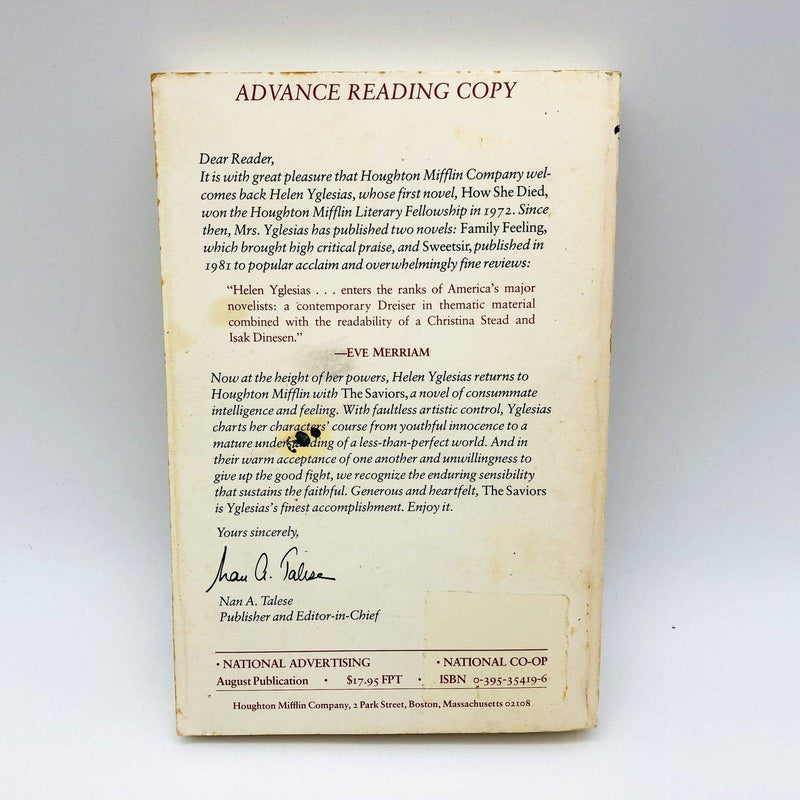 ADVANCE READING COPY
Dear Reader,
It is with great pleasure that Houghton Mifflin Company wel-
comes back Helen Yglesias, whose first novel, How She Died,
won the Houghton Mifflin Literary Fellowship in 1972. Since
then, Mrs. Yglesias has published two novels: Family Feeling,
which brought high critical praise, and Sweetsir, published in
1981 to popular acclaim and overwhelmingly fine reviews:
“Helen Yglesias . . . enters the ranks of America’s major
novelists: a contemporary Dreiser in thematic material
combined with the readability of a Christina Stead and
Isak Dinesen.”
—EVE MERRIAM
Now at the height of her powers, Helen Yglesias returns to
Houghton Mifflin with The Saviors, a novel of consummate
intelligence and feeling. With faultless artistic control, Yglesias
charts her characters’ course from youthful innocence to a
mature understanding of a less-than-perfect world. And in
their warm acceptance of one another and unwillingness to
give up the good fight, we recognize the enduring sensibility
that sustains the faithful. Generous and heartfelt, The Saviors
is Yglesias’s finest accomplishment. Enjoy it.
Yours sincerely,
Nan A. Talese
Nan A. Talese
Publisher and Editor-in-Chief
• NATIONAL ADVERTISING • NATIONAL CO-OP
August Publication • $17.95 FPT • ISBN 0-395-35419-6
Houghton Mifflin Company, 2 Park Street, Boston, Massachusetts 02108